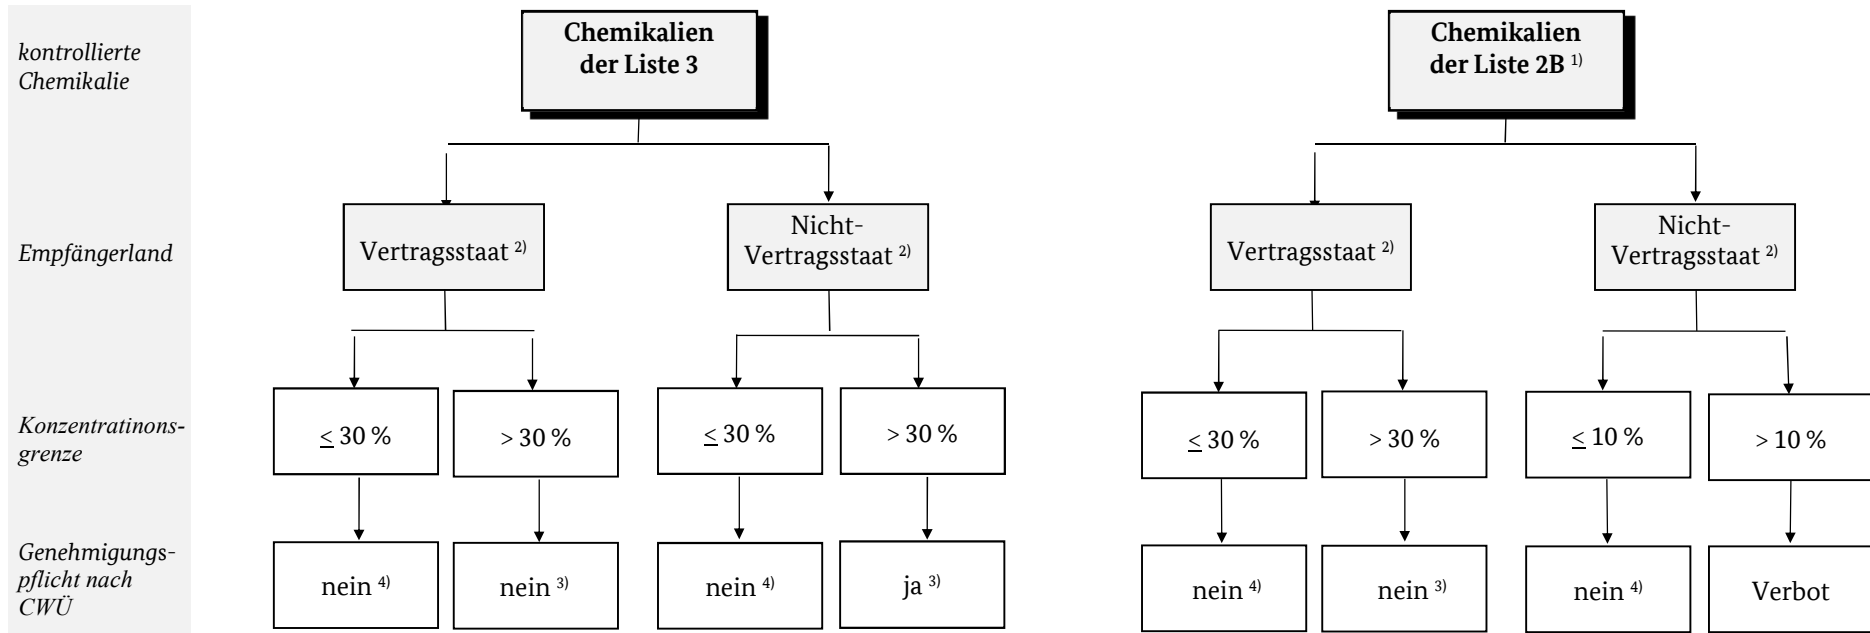 kontrollierte
Chemikalie
Chemikalien
der Liste 3
Chemikalien
der Liste 2B 1)
Empfängerland
Vertragsstaat 2)
Nicht-
Vertragsstaat 2)
Vertragsstaat 2)
Nicht-
Vertragsstaat 2)
Konzentratinons-
grenze
≤ 30 %
> 30 %
≤ 30 %
> 30 %
≤ 30 %
> 30 %
≤ 10 %
> 10 %
Genehmigungs-
pflicht nach
CWÜ
nein 4)
nein 3)
nein 4)
ja 3)
nein 4)
nein 3)
nein 4)
Verbot